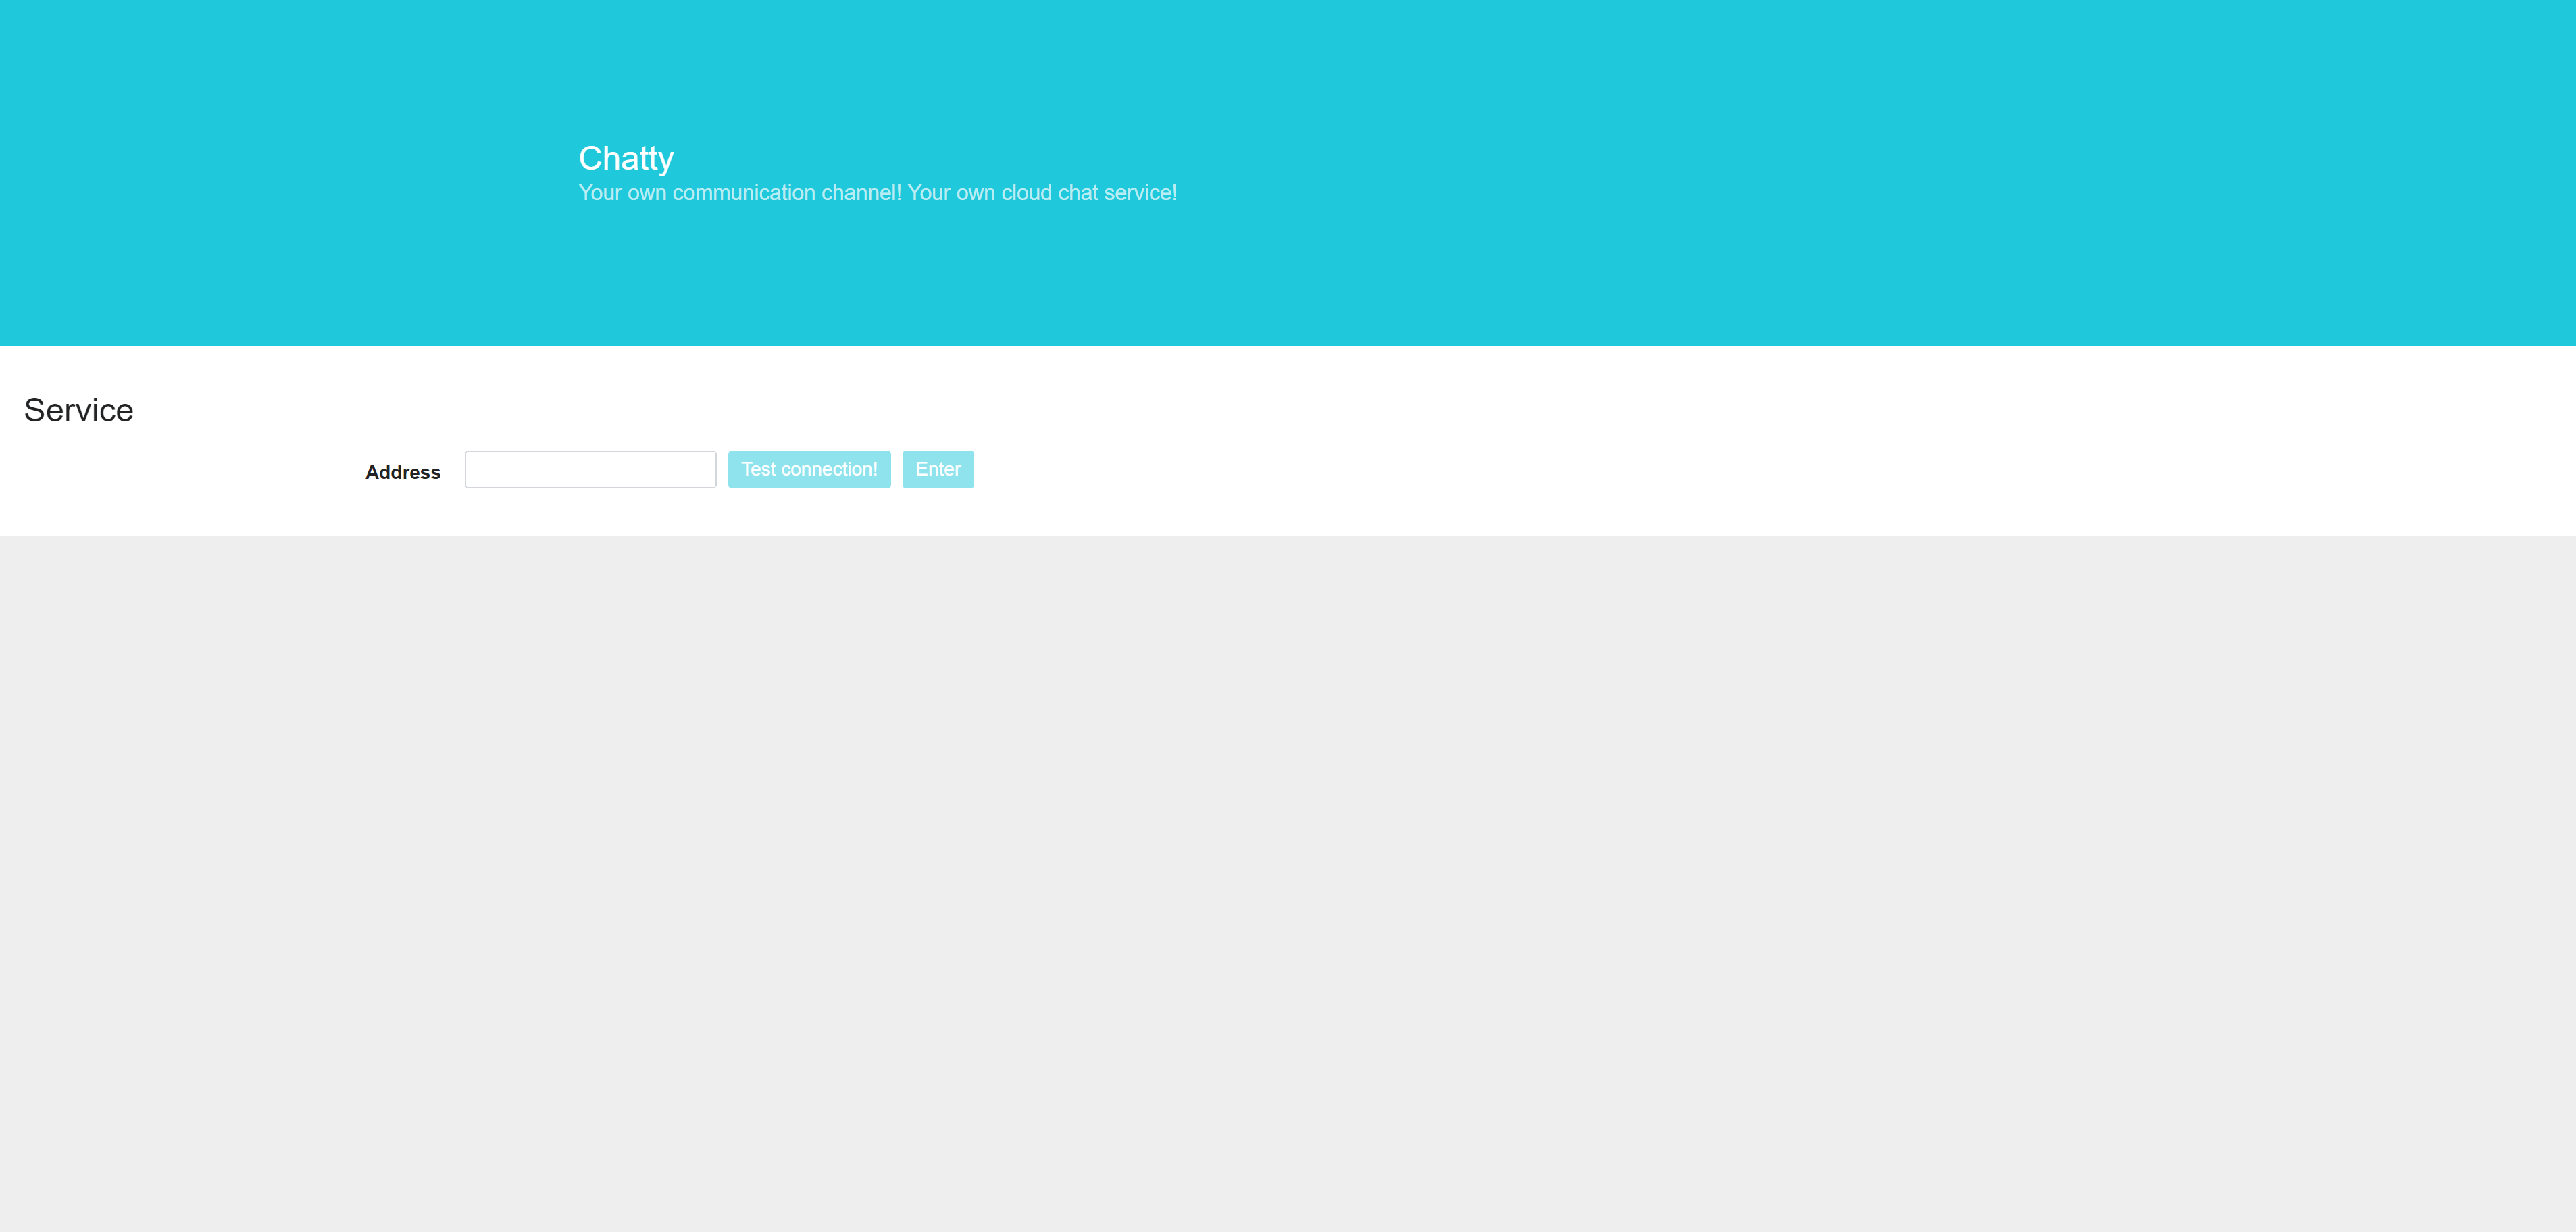 Chatty
Your own communication channel! Your own cloud chat service!
Service
Address Test connection! Enter